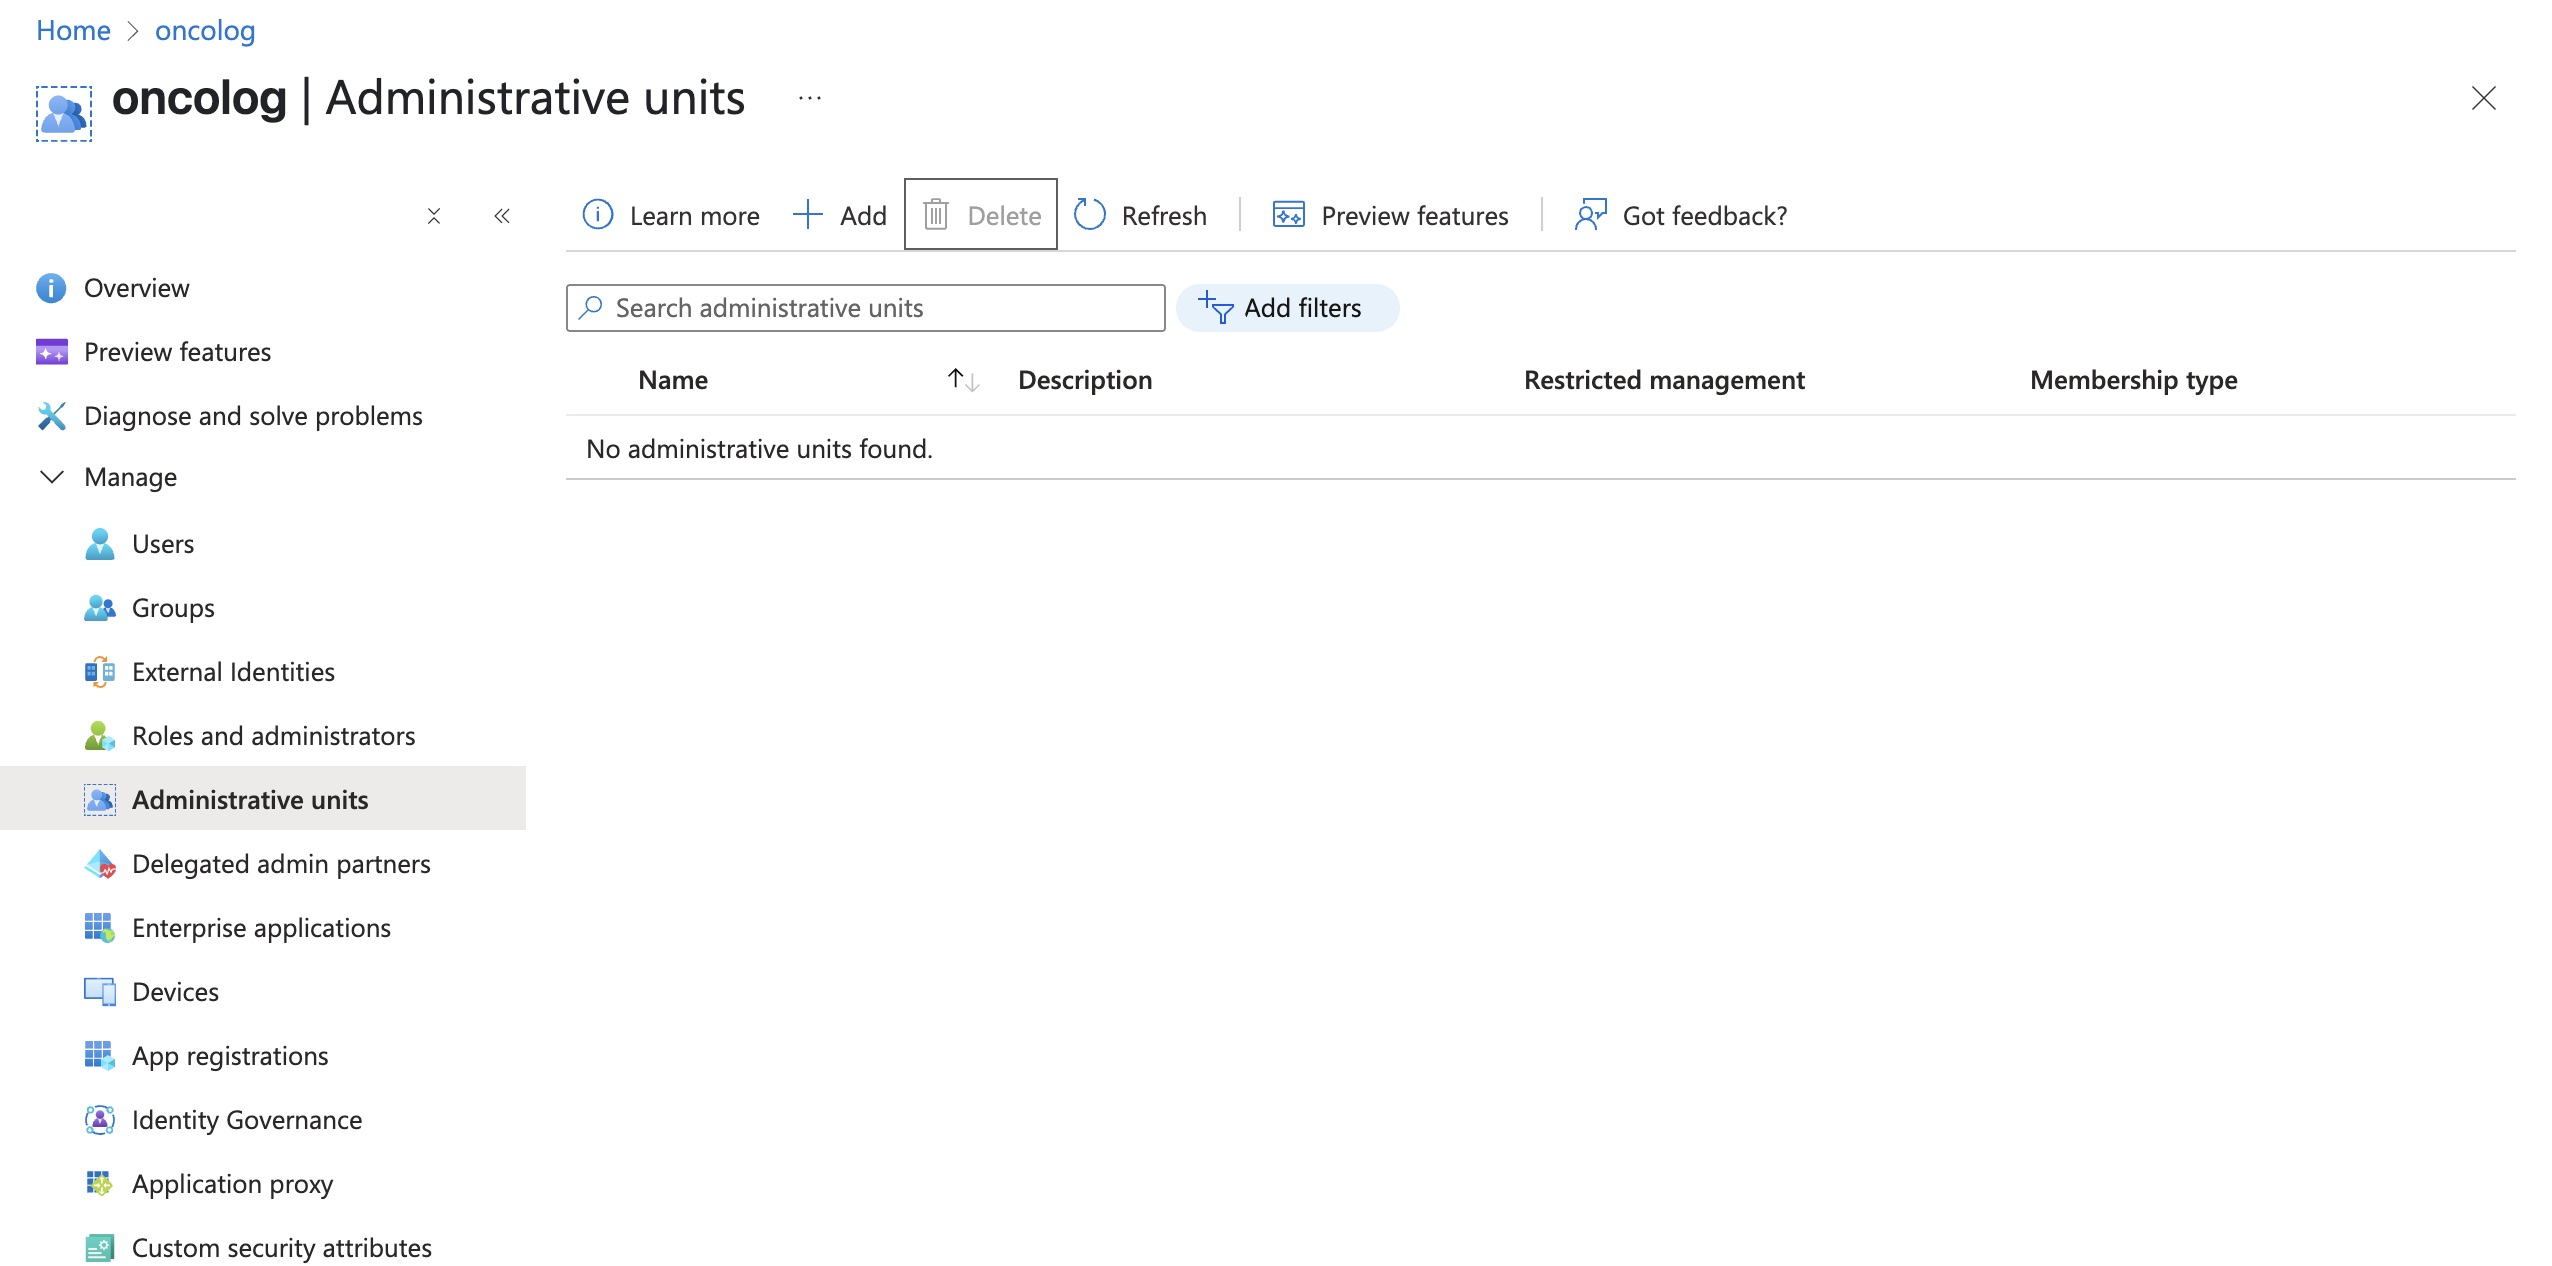 Home > oncolog
oncolog | Administrative units ...
Learn more Add Delete Refresh Preview features Got feedback?
Search administrative units Add filters
Name Description Restricted management Membership type
No administrative units found.
Overview
Preview features
Diagnose and solve problems
Manage
Users
Groups
External Identities
Roles and administrators
Administrative units
Delegated admin partners
Enterprise applications
Devices
App registrations
Identity Governance
Application proxy
Custom security attributes